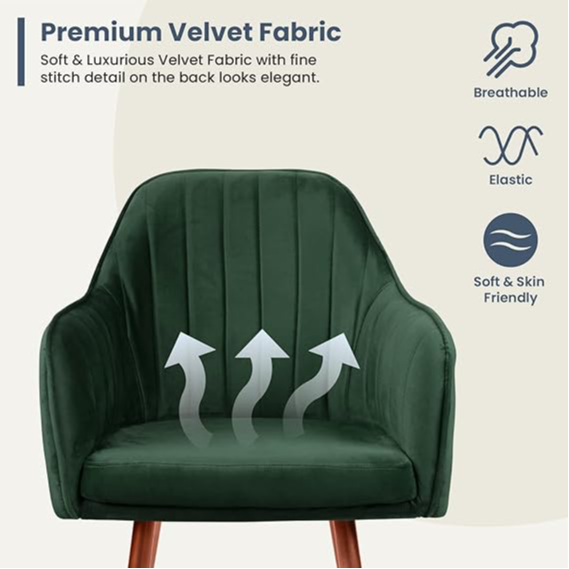 Premium Velvet Fabric
Soft & Luxurious Velvet Fabric with fine
stitch detail on the back looks elegant.
Breathable
Elastic
Soft & Skin
Friendly